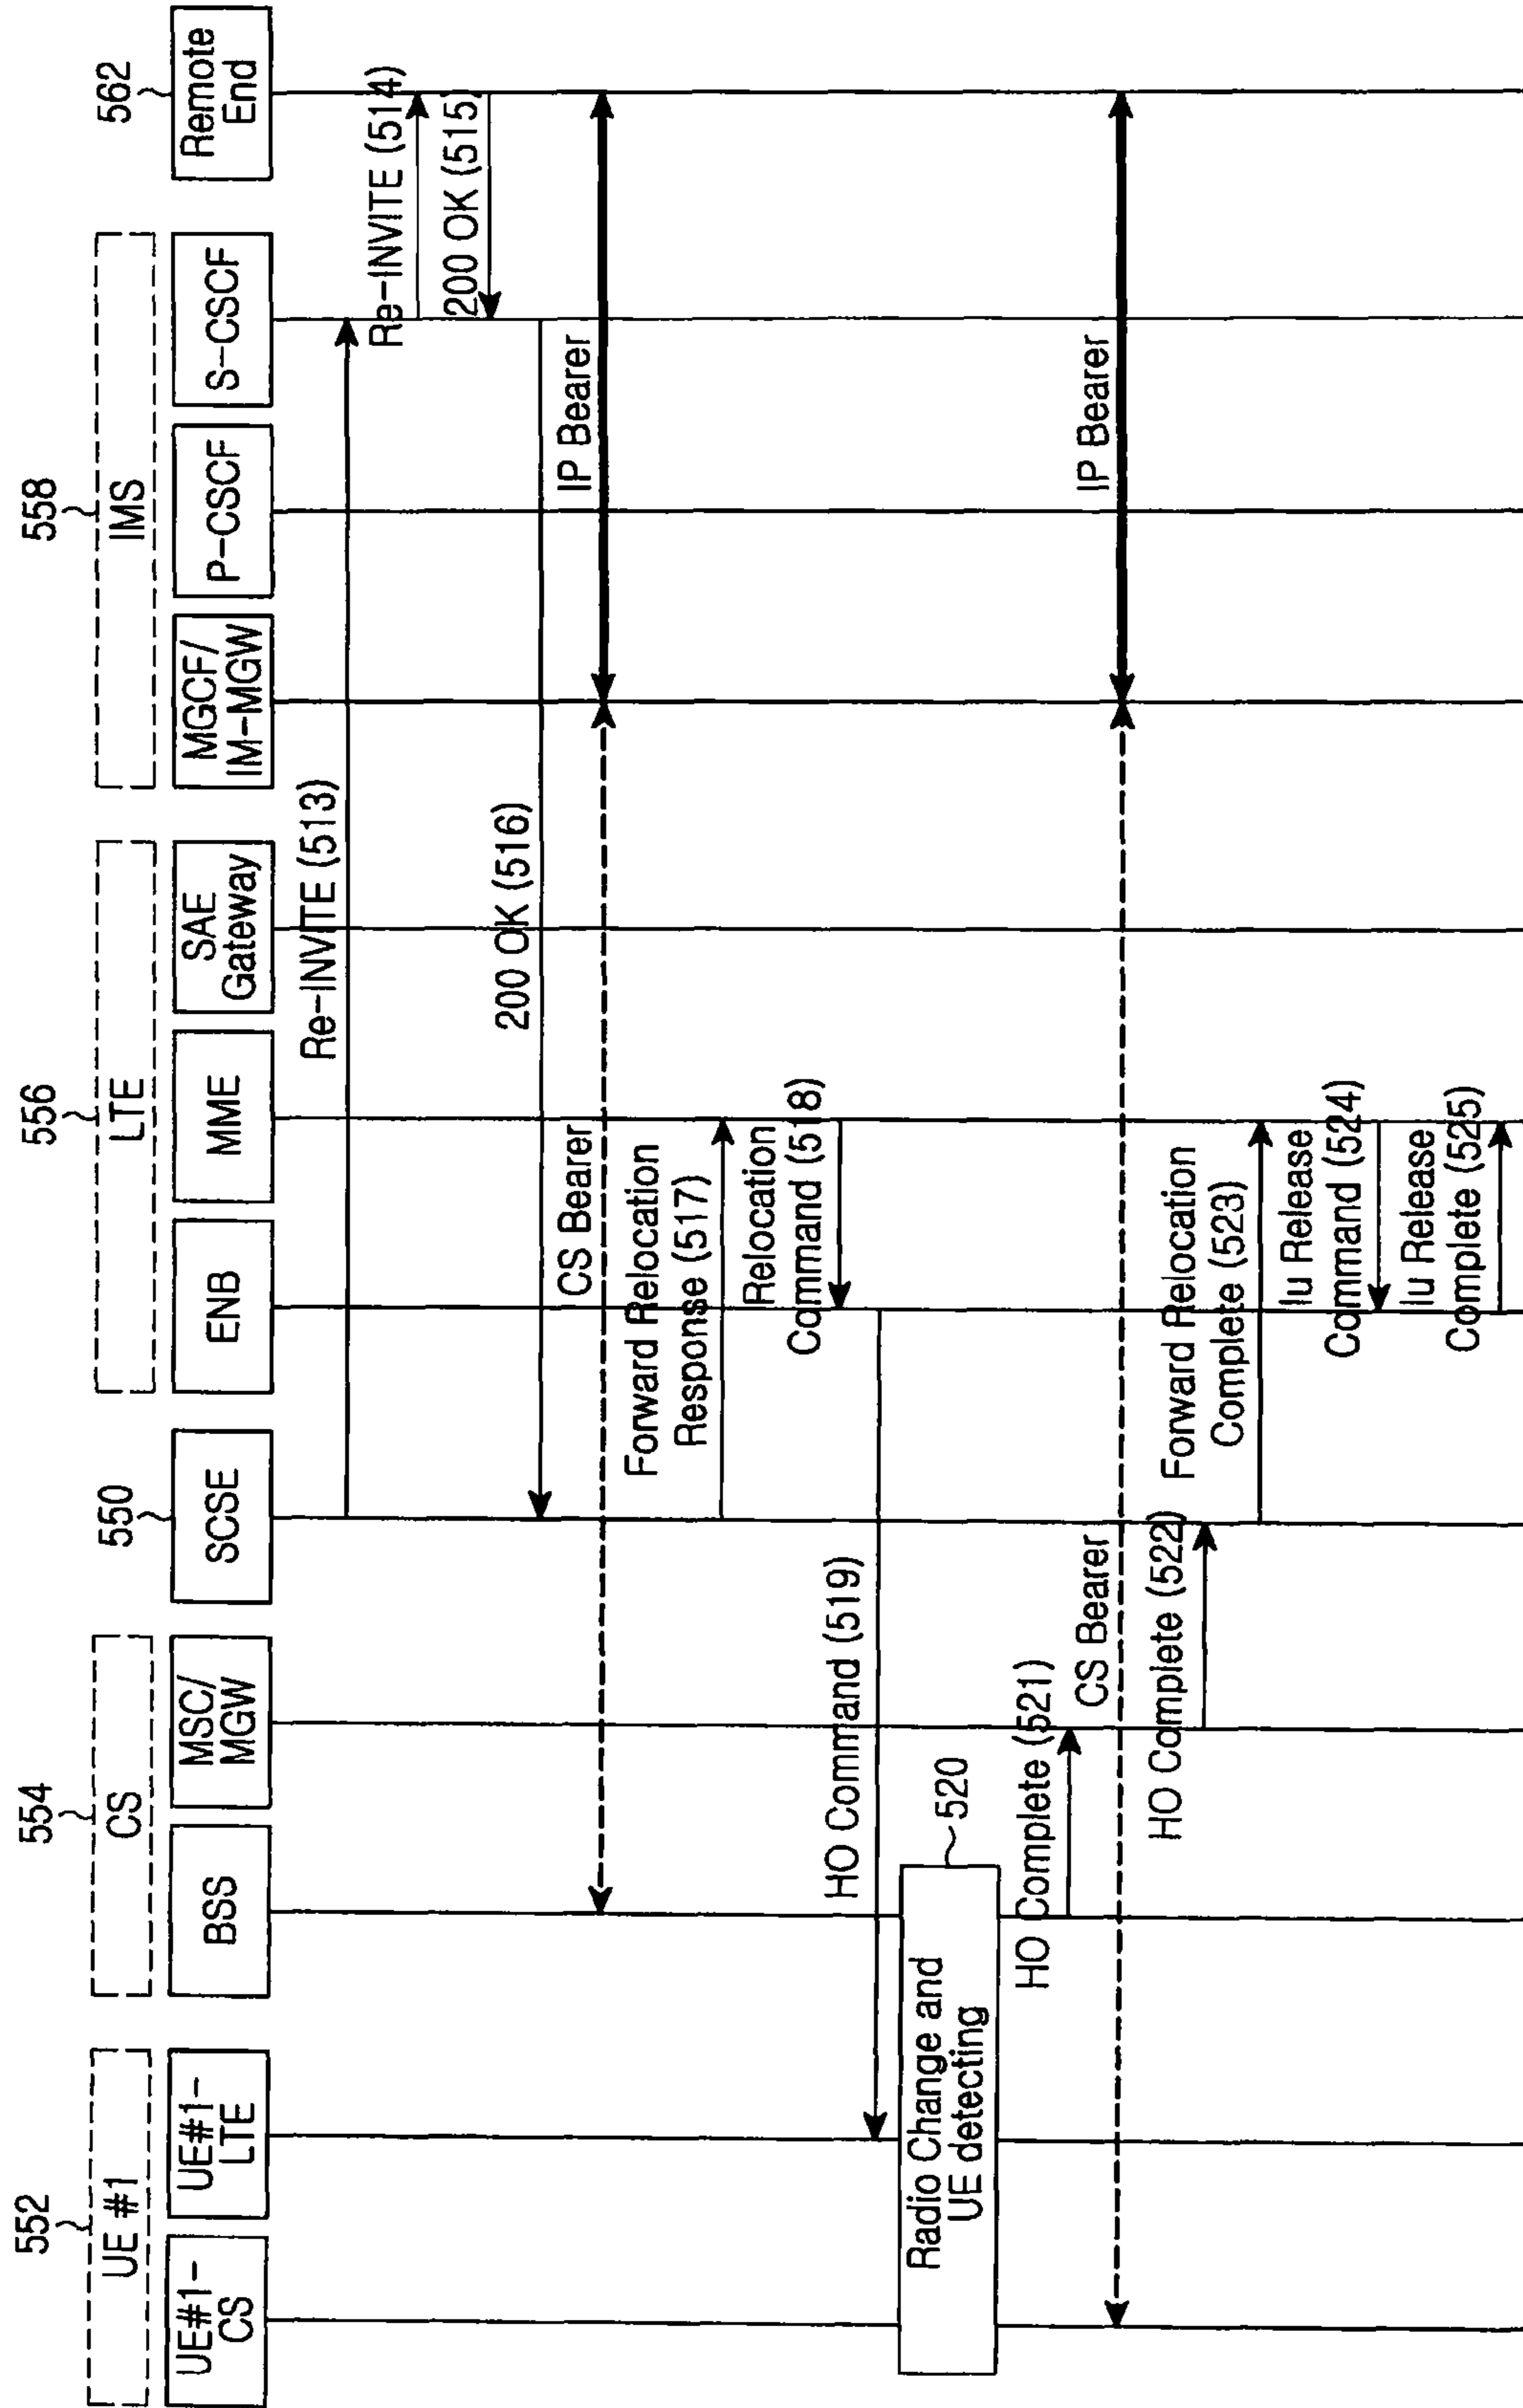 552
554
550
556
558
562
UE #1
CS
LTE
IMS
UE#1-
CS
UE#1-
LTE
BSS
MSC/
MGW
SCSE
ENB
MME
SAE
Gateway
MGCF/
IM-MGW
P-CSCF
S-CSCF
Remote
End
Re-INVITE (513)
Re-INVITE (514)
200 OK (515)
200 OK (516)
CS Bearer
IP Bearer
Forward Relocation
Response (517)
Relocation
Command (518)
HO Command (519)
Radio Change and
UE detecting
520
HO Complete (521)
CS Bearer
IP Bearer
HO Complete (522)
Forward Relocation
Complete (523)
Iu Release
Command (524)
Iu Release
Complete (525)